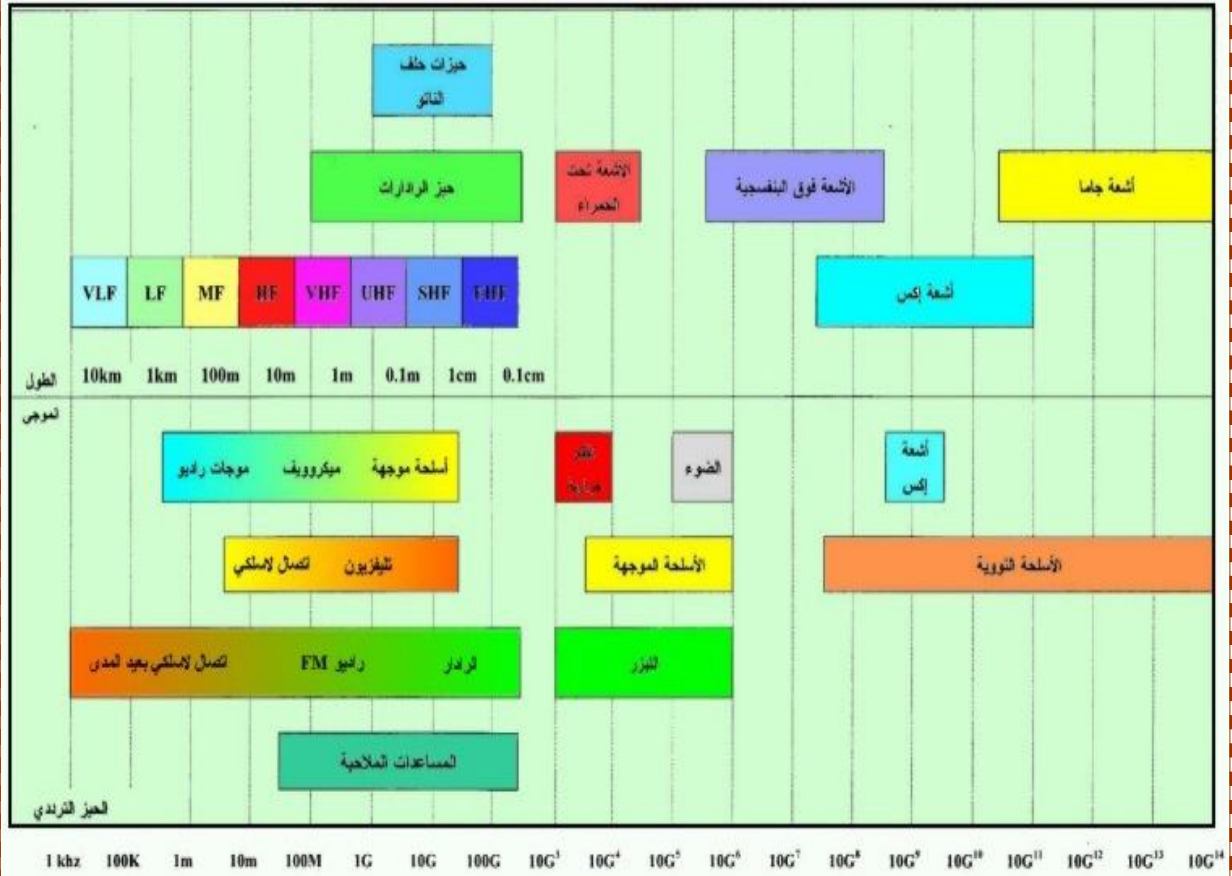 حيزات حلف
الناتو
حيز الرادارات
الأشعة تحت
الحمراء
الأشعة فوق البنفسجية
أشعة جاما
VLF LF MF HF VHF UHF SHF EHF
أشعة إكس
الطول 10km 1km 100m 10m 1m 0.1m 1cm 0.1cm
الموجى
موجات راديو ميكروويف أسلحة موجهة
حرارية
الضوء
أشعة
إكس
اتصال لاسلكي تليفزيون
الأسلحة الموجهة
الأسلحة النووية
اتصال لاسلكي بعيد المدى راديو FM الرادار
الليزر
المساعدات الملاحية
الحيز الترددي
1 khz 100K 1m 10m 100M 1G 10G 100G 10G³ 10G⁴ 10G⁵ 10G⁶ 10G⁷ 10G⁸ 10G⁹ 10G¹⁰ 10G¹¹ 10G¹² 10G¹³ 10G¹⁴